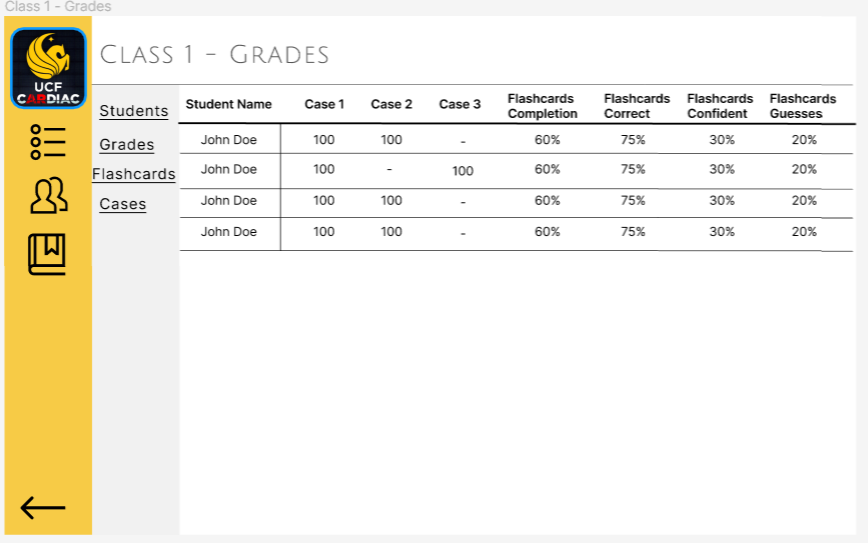 Class 1 - Grades
UCF
CARDIAC
CLASS 1 - GRADES
Students
Grades
Flashcards
Cases
Student Name Case 1 Case 2 Case 3 Flashcards Completion Flashcards Correct Flashcards Confident Flashcards Guesses
John Doe 100 100 - 60% 75% 30% 20%
John Doe 100 - 100 60% 75% 30% 20%
John Doe 100 100 - 60% 75% 30% 20%
John Doe 100 100 - 60% 75% 30% 20%